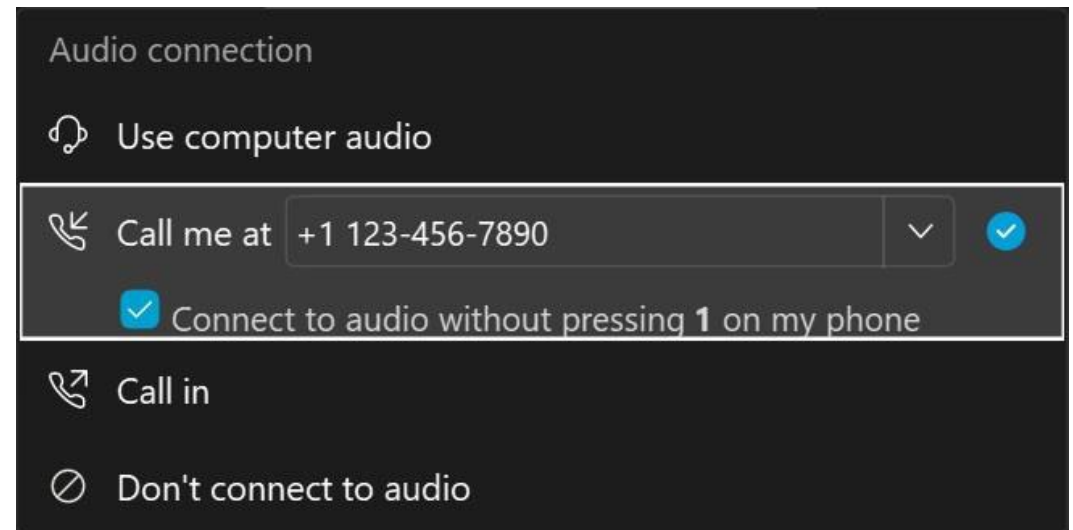 Audio connection
Use computer audio
Call me at +1 123-456-7890
Connect to audio without pressing 1 on my phone
Call in
Don't connect to audio